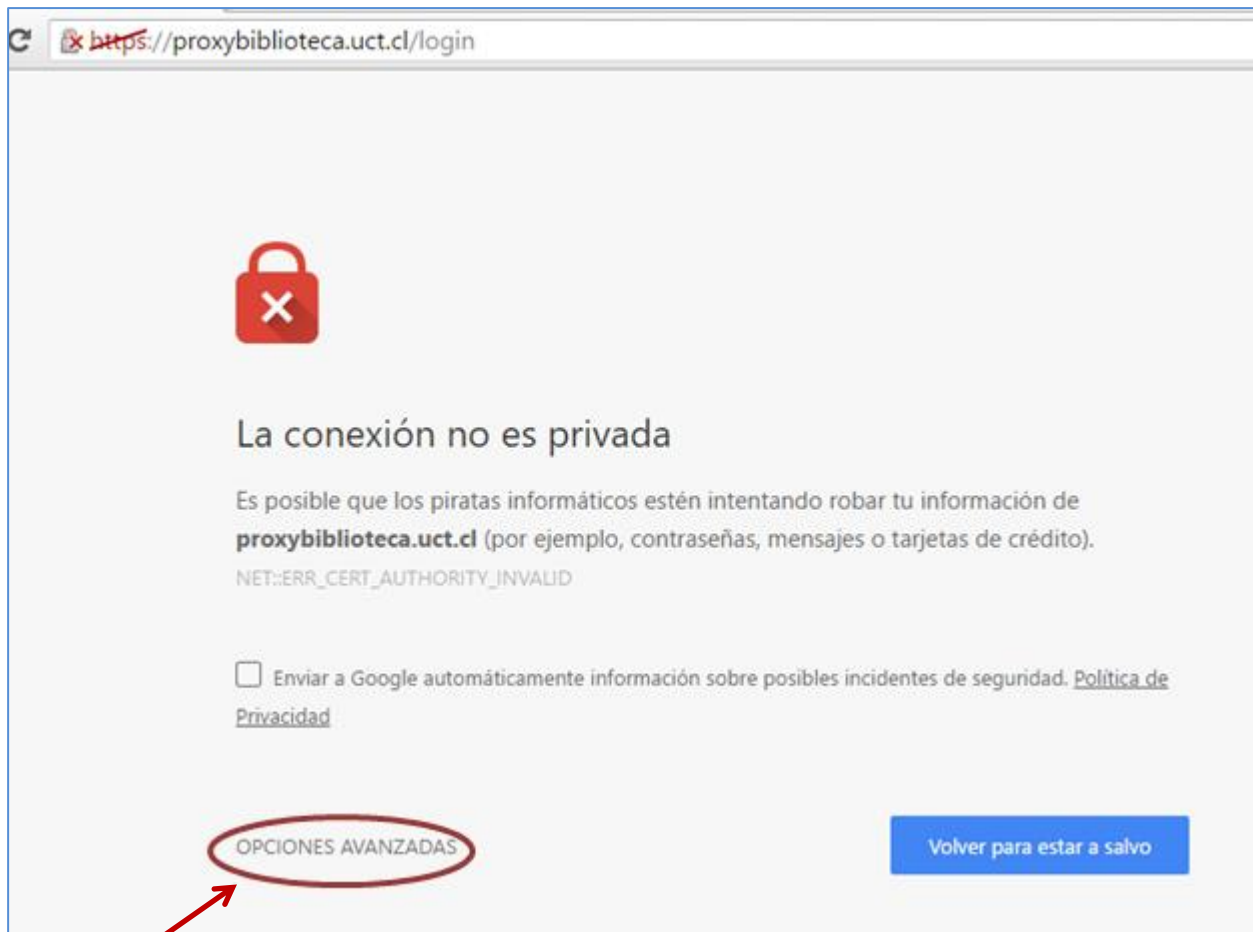 https://proxybiblioteca.uct.cl/login
La conexión no es privada
Es posible que los piratas informáticos estén intentando robar tu información de
proxybiblioteca.uct.cl (por ejemplo, contraseñas, mensajes o tarjetas de crédito).
NET::ERR_CERT_AUTHORITY_INVALID
Enviar a Google automáticamente información sobre posibles incidentes de seguridad. Política de
Privacidad
OPCIONES AVANZADAS
Volver para estar a salvo